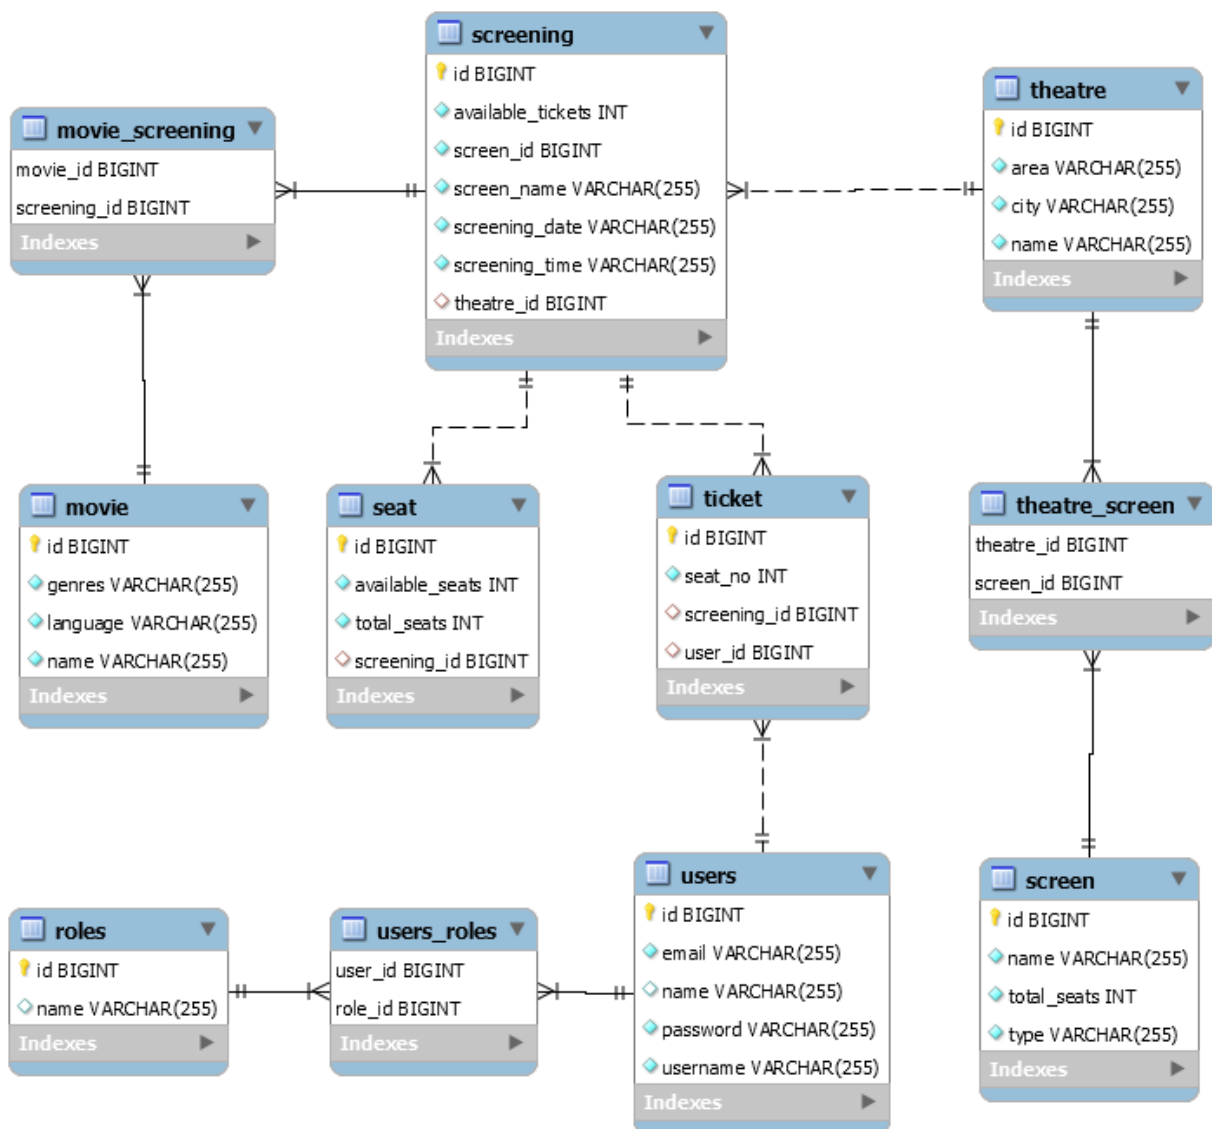 screening
id BIGINT
available_tickets INT
screen_id BIGINT
screen_name VARCHAR(255)
screening_date VARCHAR(255)
screening_time VARCHAR(255)
theatre_id BIGINT
Indexes
theatre
id BIGINT
area VARCHAR(255)
city VARCHAR(255)
name VARCHAR(255)
Indexes
movie_screening
movie_id BIGINT
screening_id BIGINT
Indexes
movie
id BIGINT
genres VARCHAR(255)
language VARCHAR(255)
name VARCHAR(255)
Indexes
seat
id BIGINT
available_seats INT
total_seats INT
screening_id BIGINT
Indexes
ticket
id BIGINT
seat_no INT
screening_id BIGINT
user_id BIGINT
Indexes
theatre_screen
theatre_id BIGINT
screen_id BIGINT
Indexes
roles
id BIGINT
name VARCHAR(255)
Indexes
users_roles
user_id BIGINT
role_id BIGINT
Indexes
users
id BIGINT
email VARCHAR(255)
name VARCHAR(255)
password VARCHAR(255)
username VARCHAR(255)
Indexes
screen
id BIGINT
name VARCHAR(255)
total_seats INT
type VARCHAR(255)
Indexes